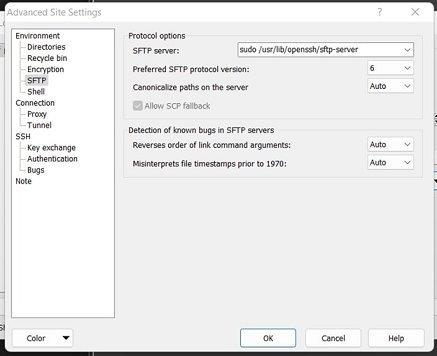 Advanced Site Settings
Environment
Directories
Recycle bin
Encryption
SFTP
Shell
Connection
Proxy
Tunnel
SSH
Key exchange
Authentication
Bugs
Note
Protocol options
SFTP server: sudo /usr/lib/openssh/sftp-server
Preferred SFTP protocol version: 6
Canonicalize paths on the server Auto
Allow SCP fallback
Detection of known bugs in SFTP servers
Reverses order of link command arguments: Auto
Misinterprets file timestamps prior to 1970: Auto
Color OK Cancel Help